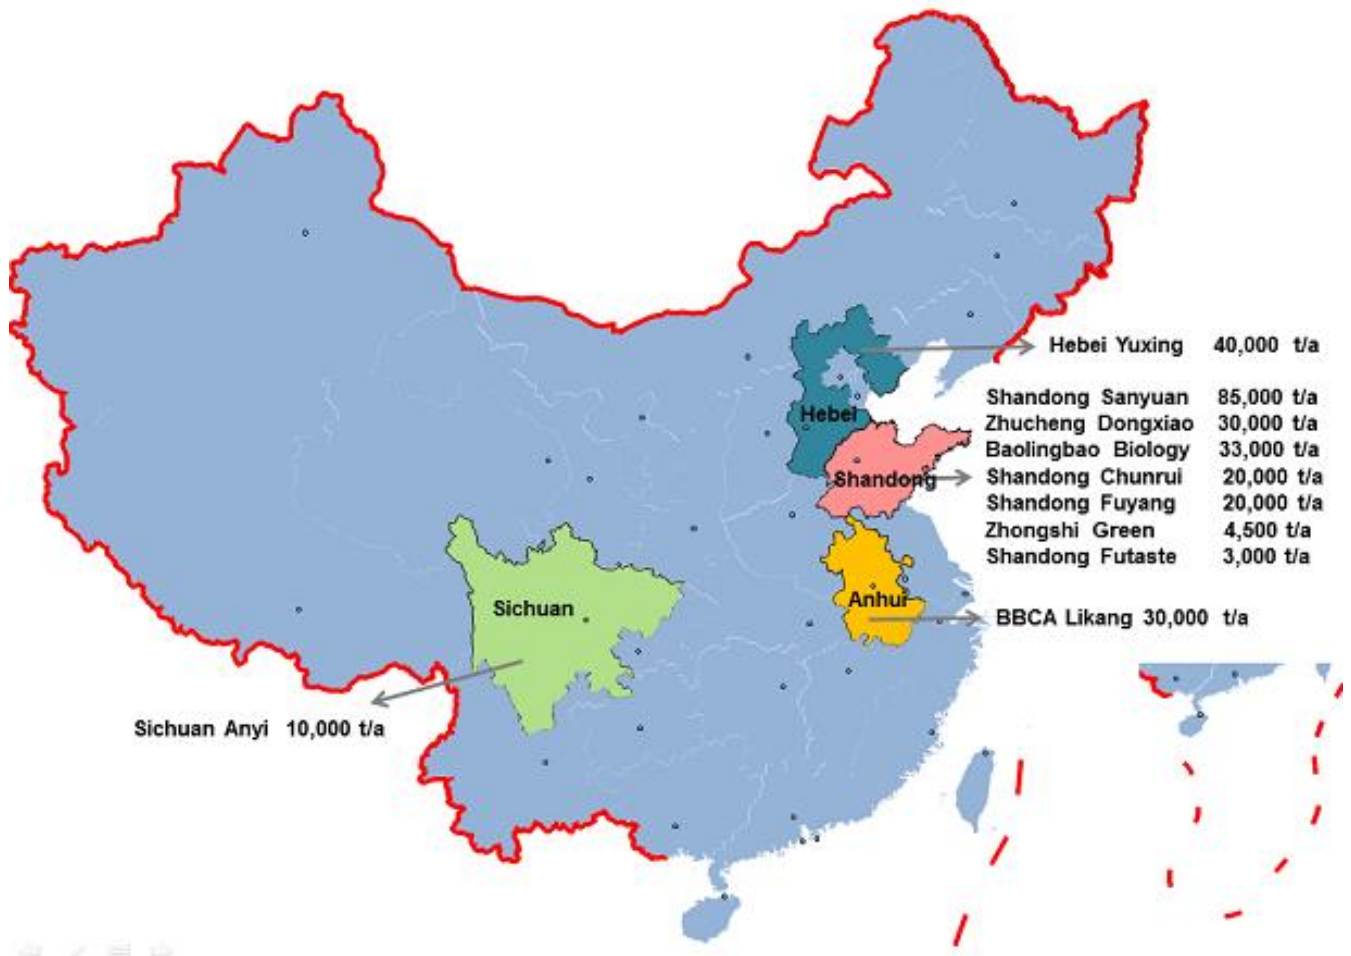 Hebei Yuxing 40,000 t/a
Shandong Sanyuan 85,000 t/a
Zhucheng Dongxiao 30,000 t/a
Hebei
Baolingbao Biology 33,000 t/a
Shandong
Shandong Chunrui 20,000 t/a
Shandong Fuyang 20,000 t/a
Zhongshi Green 4,500 t/a
Shandong Futaste 3,000 t/a
Sichuan
Anhui
BBCA Likang 30,000 t/a
Sichuan Anyi 10,000 t/a